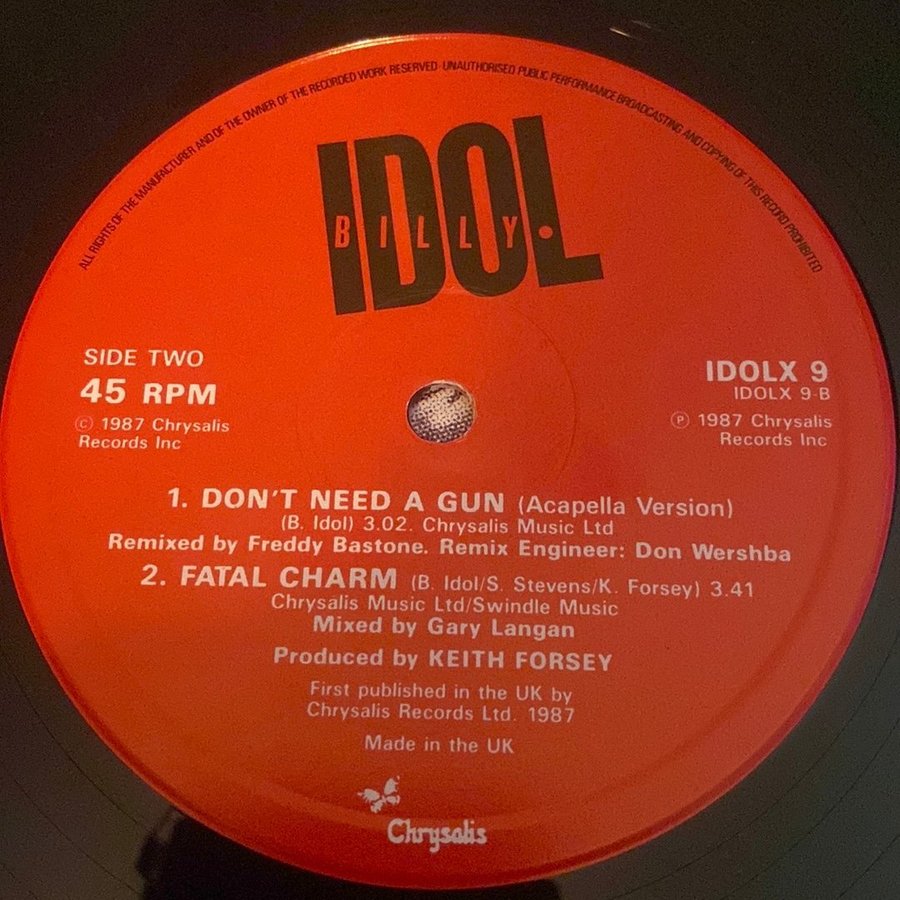 ALL RIGHTS OF THE MANUFACTURER AND OF THE OWNER OF THE RECORDED WORK RESERVED · UNAUTHORISED PUBLIC PERFORMANCE BROADCASTING AND COPYING OF THIS RECORD PROHIBITED
IDOL
BILLY
SIDE TWO
45 RPM
© 1987 Chrysalis
Records Inc
IDOLX 9
IDOLX 9-B
℗ 1987 Chrysalis
Records Inc
1. DON'T NEED A GUN (Acapella Version)
(B. Idol) 3.02. Chrysalis Music Ltd
Remixed by Freddy Bastone. Remix Engineer: Don Wershba
2. FATAL CHARM (B. Idol/S. Stevens/K. Forsey) 3.41
Chrysalis Music Ltd/Swindle Music
Mixed by Gary Langan
Produced by KEITH FORSEY
First published in the UK by
Chrysalis Records Ltd. 1987
Made in the UK
Chrysalis